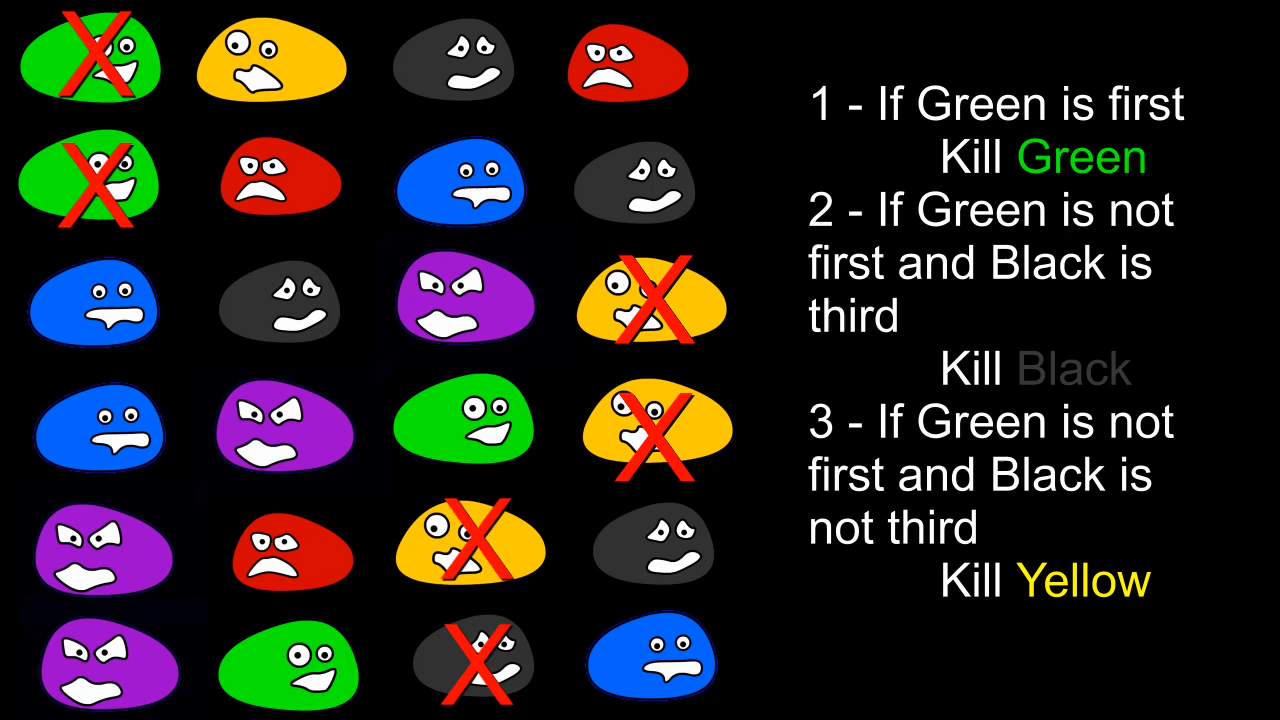 1 - If Green is first
Kill Green
2 - If Green is not
first and Black is
third
Kill Black
3 - If Green is not
first and Black is
not third
Kill Yellow